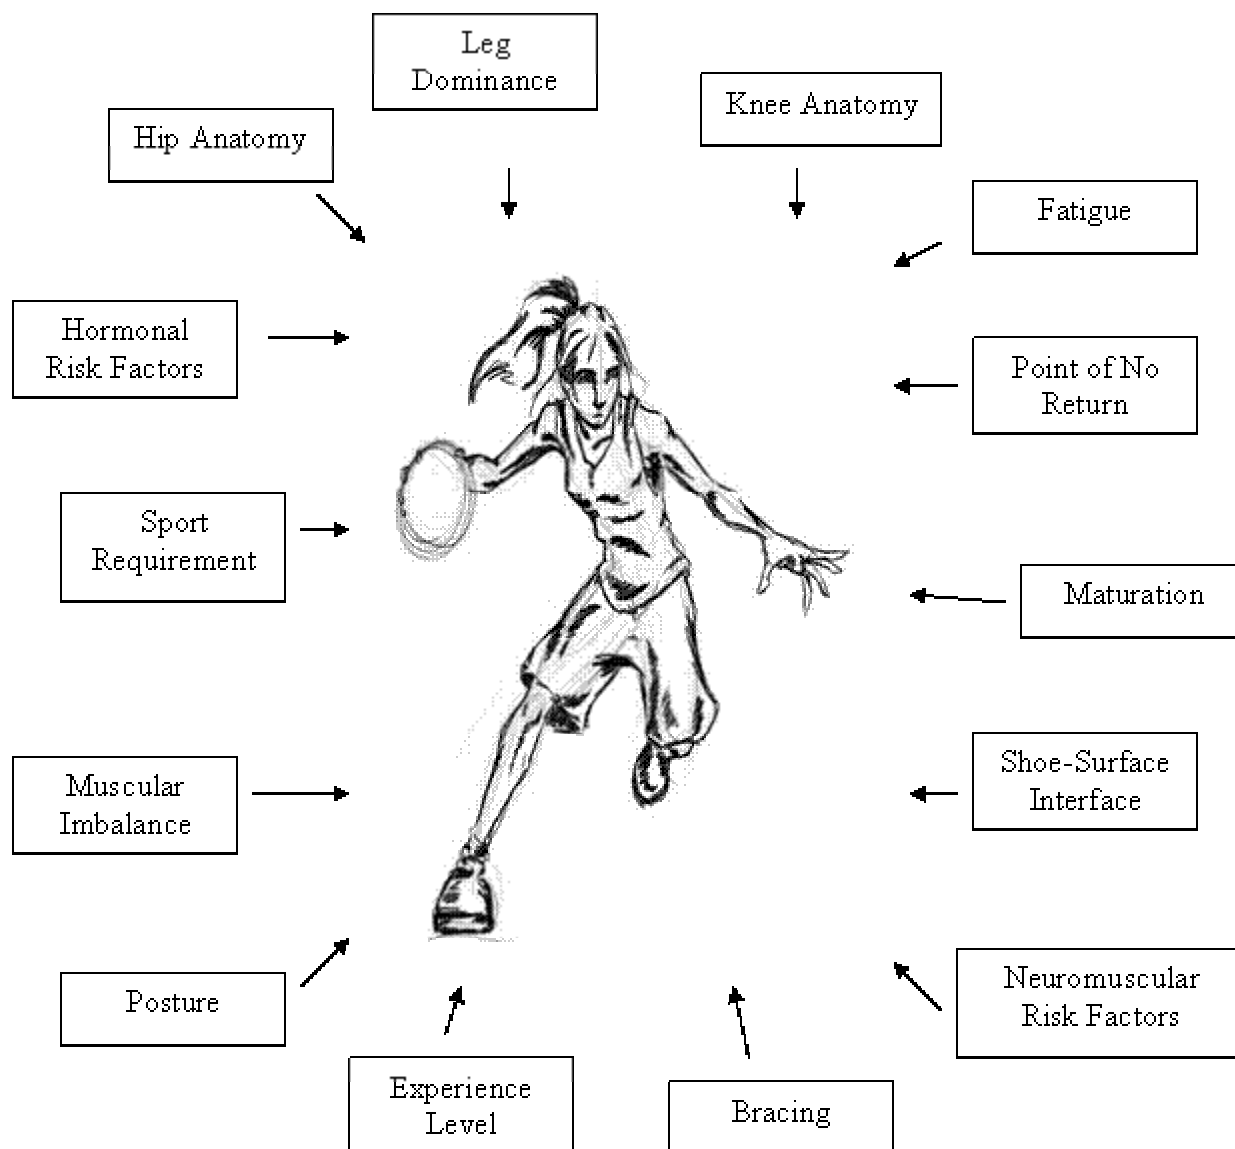 Leg
Dominance
Knee Anatomy
Hip Anatomy
Fatigue
Hormonal
Risk Factors
Point of No
Return
Sport
Requirement
Maturation
Muscular
Imbalance
Shoe-Surface
Interface
Posture
Neuromuscular
Risk Factors
Experience
Level
Bracing